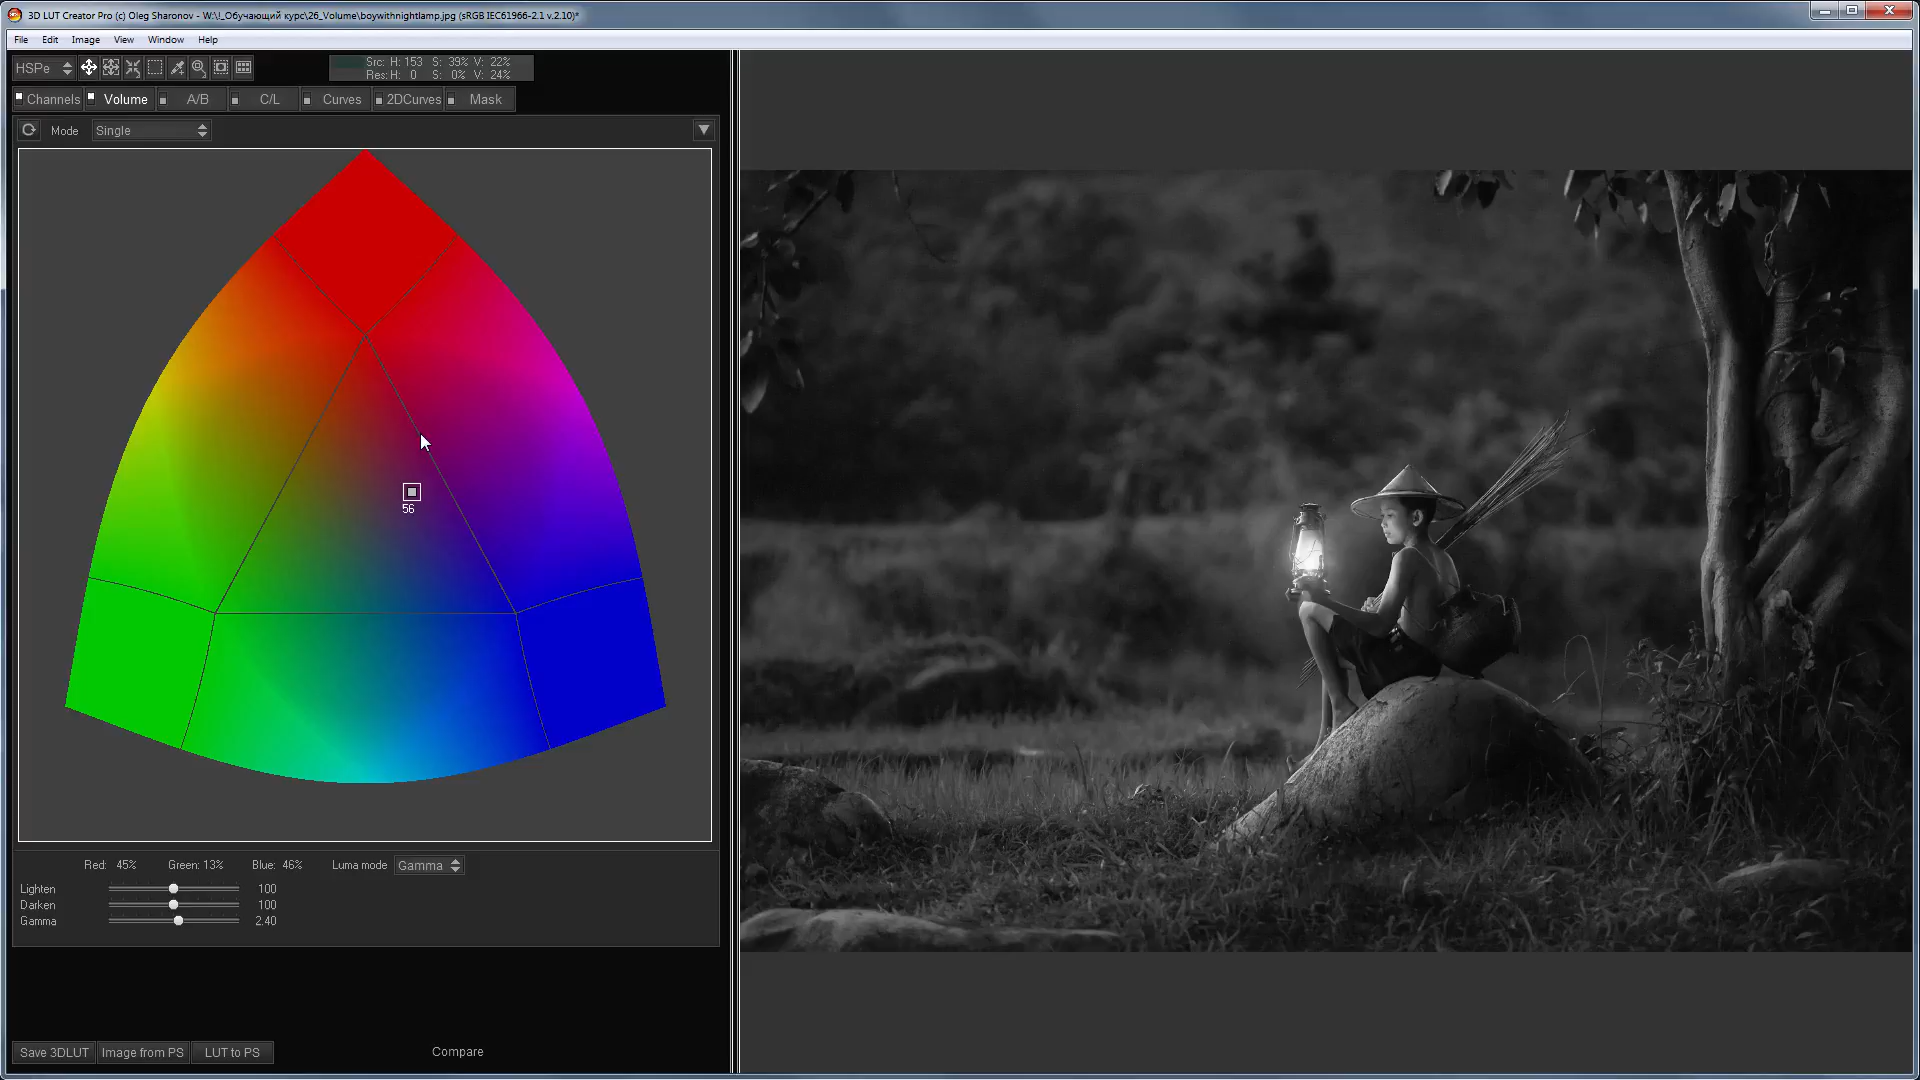 3D LUT Creator Pro (c) Oleg Sharonov - W:\!_Обучающий курс\26_Volume\boywithnightlamp.jpg (sRGB IEC61966-2.1 v.2.10)*
File Edit Image View Window Help
HSPe
Src: H: 153 S: 39% V: 22%
Res: H: 0 S: 0% V: 24%
Channels Volume A/B C/L Curves 2DCurves Mask
Mode Single
56
Red: 45% Green: 13% Blue: 46% Luma mode Gamma
Lighten 100
Darken 100
Gamma 2.40
Save 3DLUT Image from PS LUT to PS Compare